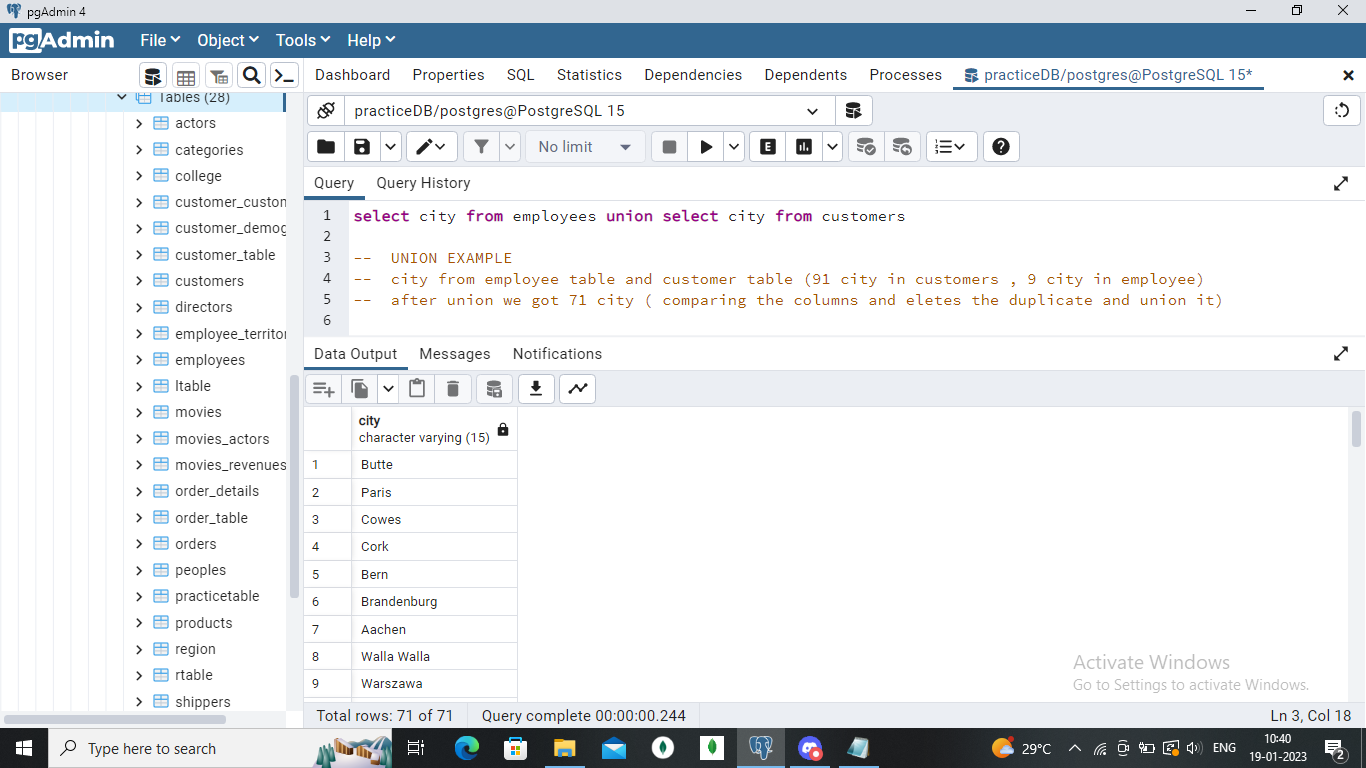 pgAdmin 4
pgAdmin File Object Tools Help
Browser
Dashboard Properties SQL Statistics Dependencies Dependents Processes practiceDB/postgres@PostgreSQL 15*
Tables (28)
actors
categories
college
customer_custon
customer_demog
customer_table
customers
directors
employee_territo
employees
ltable
movies
movies_actors
movies_revenues
order_details
order_table
orders
peoples
practicetable
products
region
rtable
shippers
practiceDB/postgres@PostgreSQL 15
No limit
E
Query Query History
1 select city from employees union select city from customers
2
3 -- UNION EXAMPLE
4 -- city from employee table and customer table (91 city in customers , 9 city in employee)
5 -- after union we got 71 city ( comparing the columns and eletes the duplicate and union it)
6
Data Output Messages Notifications
city
character varying (15)
1 Butte
2 Paris
3 Cowes
4 Cork
5 Bern
6 Brandenburg
7 Aachen
8 Walla Walla
9 Warszawa
Activate Windows
Go to Settings to activate Windows.
Total rows: 71 of 71 Query complete 00:00:00.244 Ln 3, Col 18
Type here to search
29°C ENG
10:40
19-01-2023
2